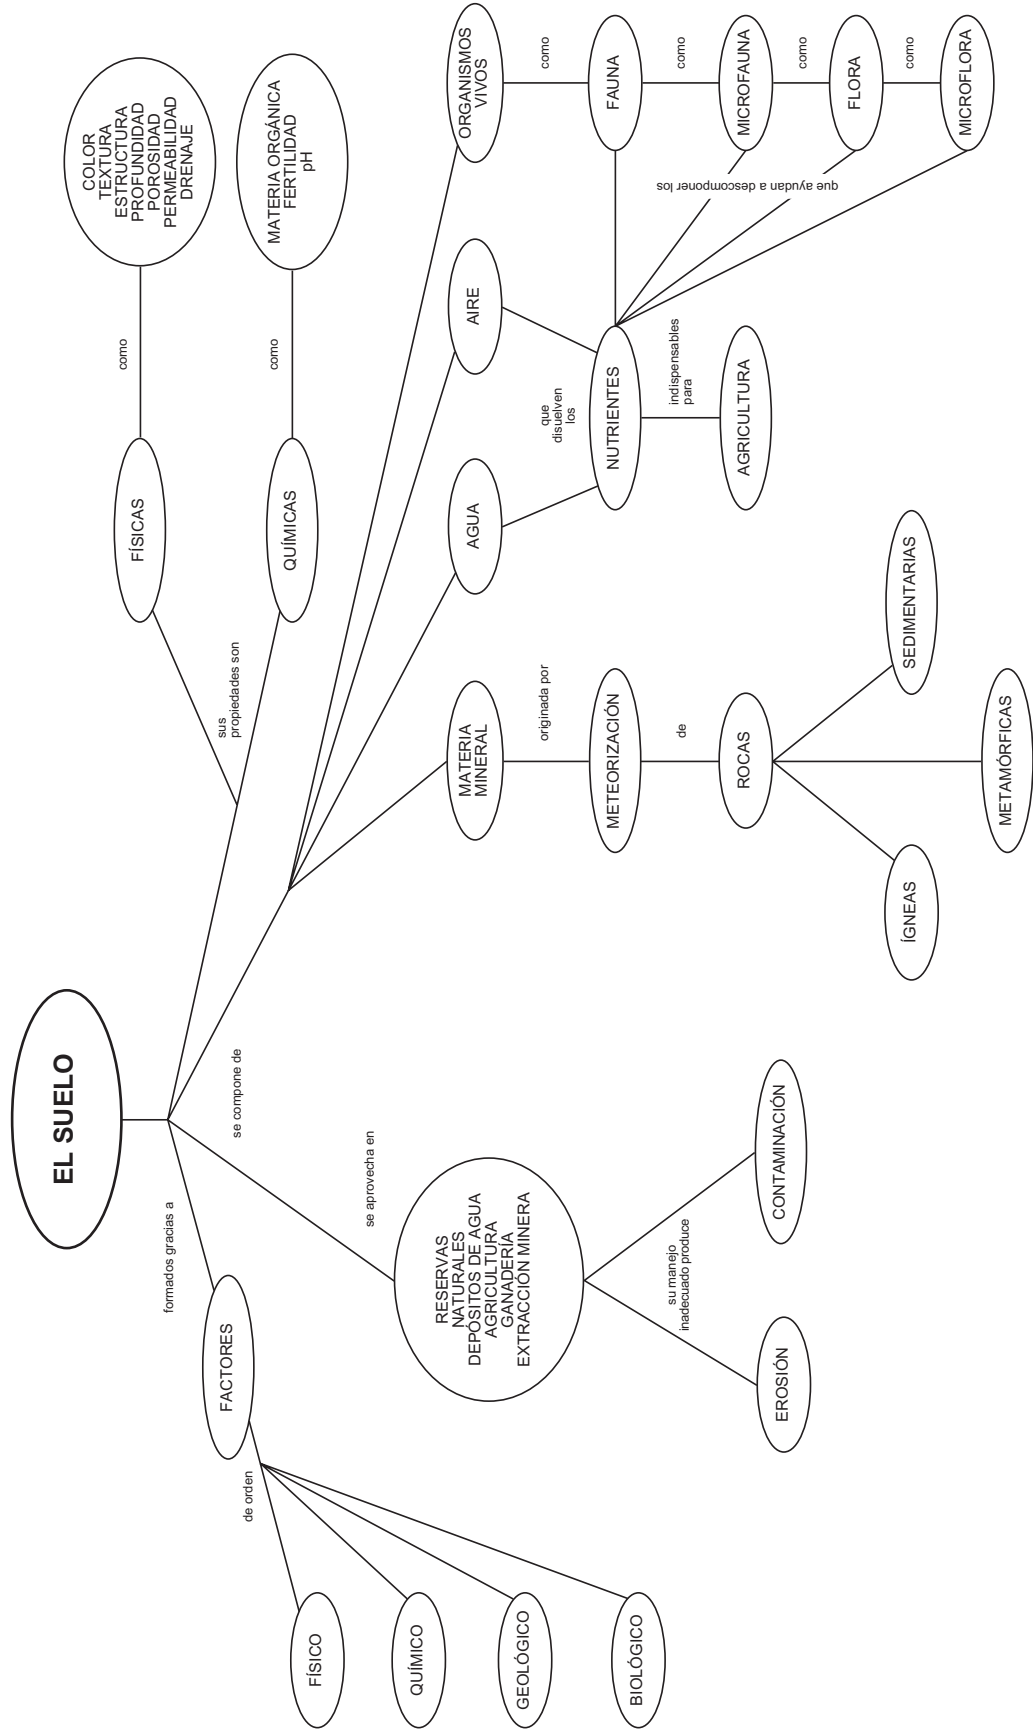 EL SUELO
formados gracias a
FACTORES
de orden
FÍSICO
QUÍMICO
GEOLÓGICO
BIOLÓGICO
se aprovecha en
RESERVAS
NATURALES
DEPÓSITOS DE AGUA
AGRICULTURA
GANADERÍA
EXTRACCIÓN MINERA
su manejo
inadecuado produce
EROSIÓN
CONTAMINACIÓN
se compone de
MATERIA
MINERAL
originada por
METEORIZACIÓN
de
ROCAS
ÍGNEAS
METAMÓRFICAS
SEDIMENTARIAS
AGUA
AIRE
que
disuelven
los
NUTRIENTES
indispensables
para
AGRICULTURA
ORGANISMOS
VIVOS
como
FAUNA
como
MICROFAUNA
como
FLORA
como
MICROFLORA
que ayudan a descomponer los
sus
propiedades son
FÍSICAS
como
COLOR
TEXTURA
ESTRUCTURA
PROFUNDIDAD
POROSIDAD
PERMEABILIDAD
DRENAJE
QUÍMICAS
como
MATERIA ORGÁNICA
FERTILIDAD
pH